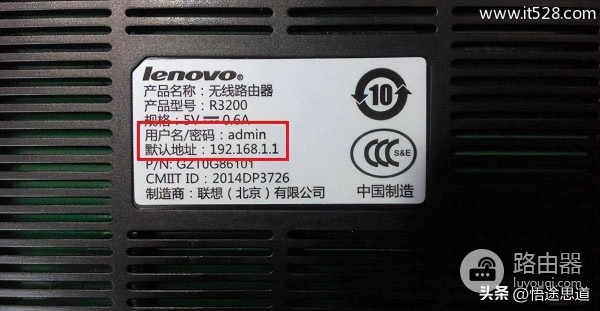 www.it528.com
lenovo®
产品名称：无线路由器
产品型号：R3200
规格：5V⎓0.6A
用户名/密码：admin
默认地址：192.168.1.1
P/N: GZT0G86101
CMIIT ID：2014DP3726
制造商：联想（北京）有限公司
10
CCC S&E
中国制造
路由器
luyouqi.com
头条 @悟途思道